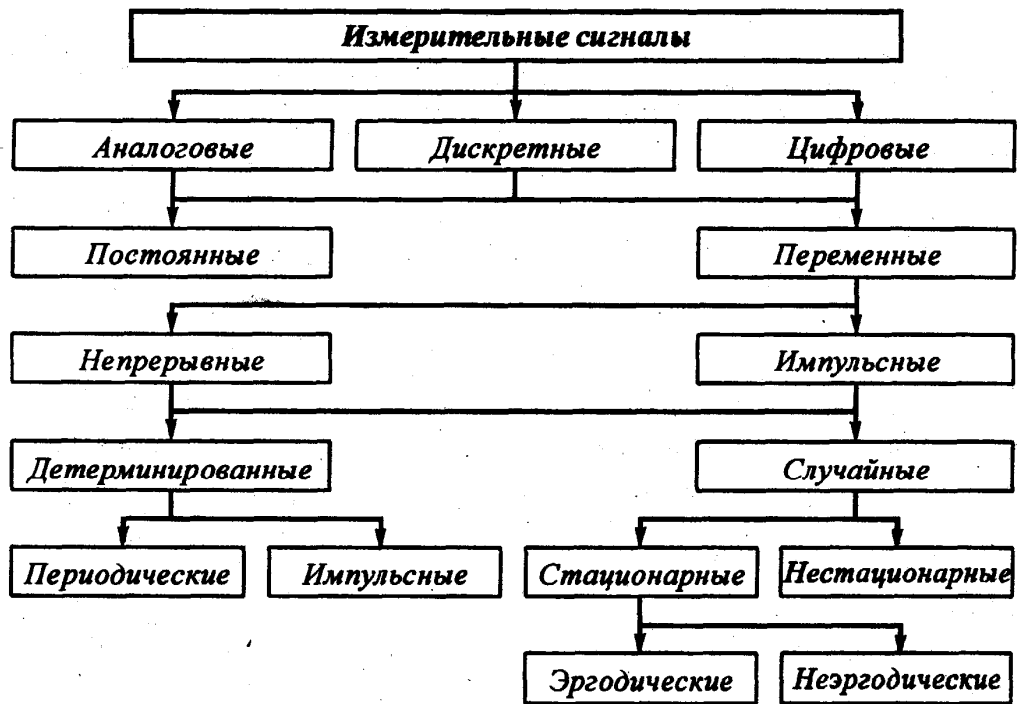 Измерительные сигналы
Аналоговые
Дискретные
Цифровые
Постоянные
Переменные
Непрерывные
Импульсные
Детерминированные
Случайные
Периодические
Импульсные
Стационарные
Нестационарные
Эргодические
Неэргодические